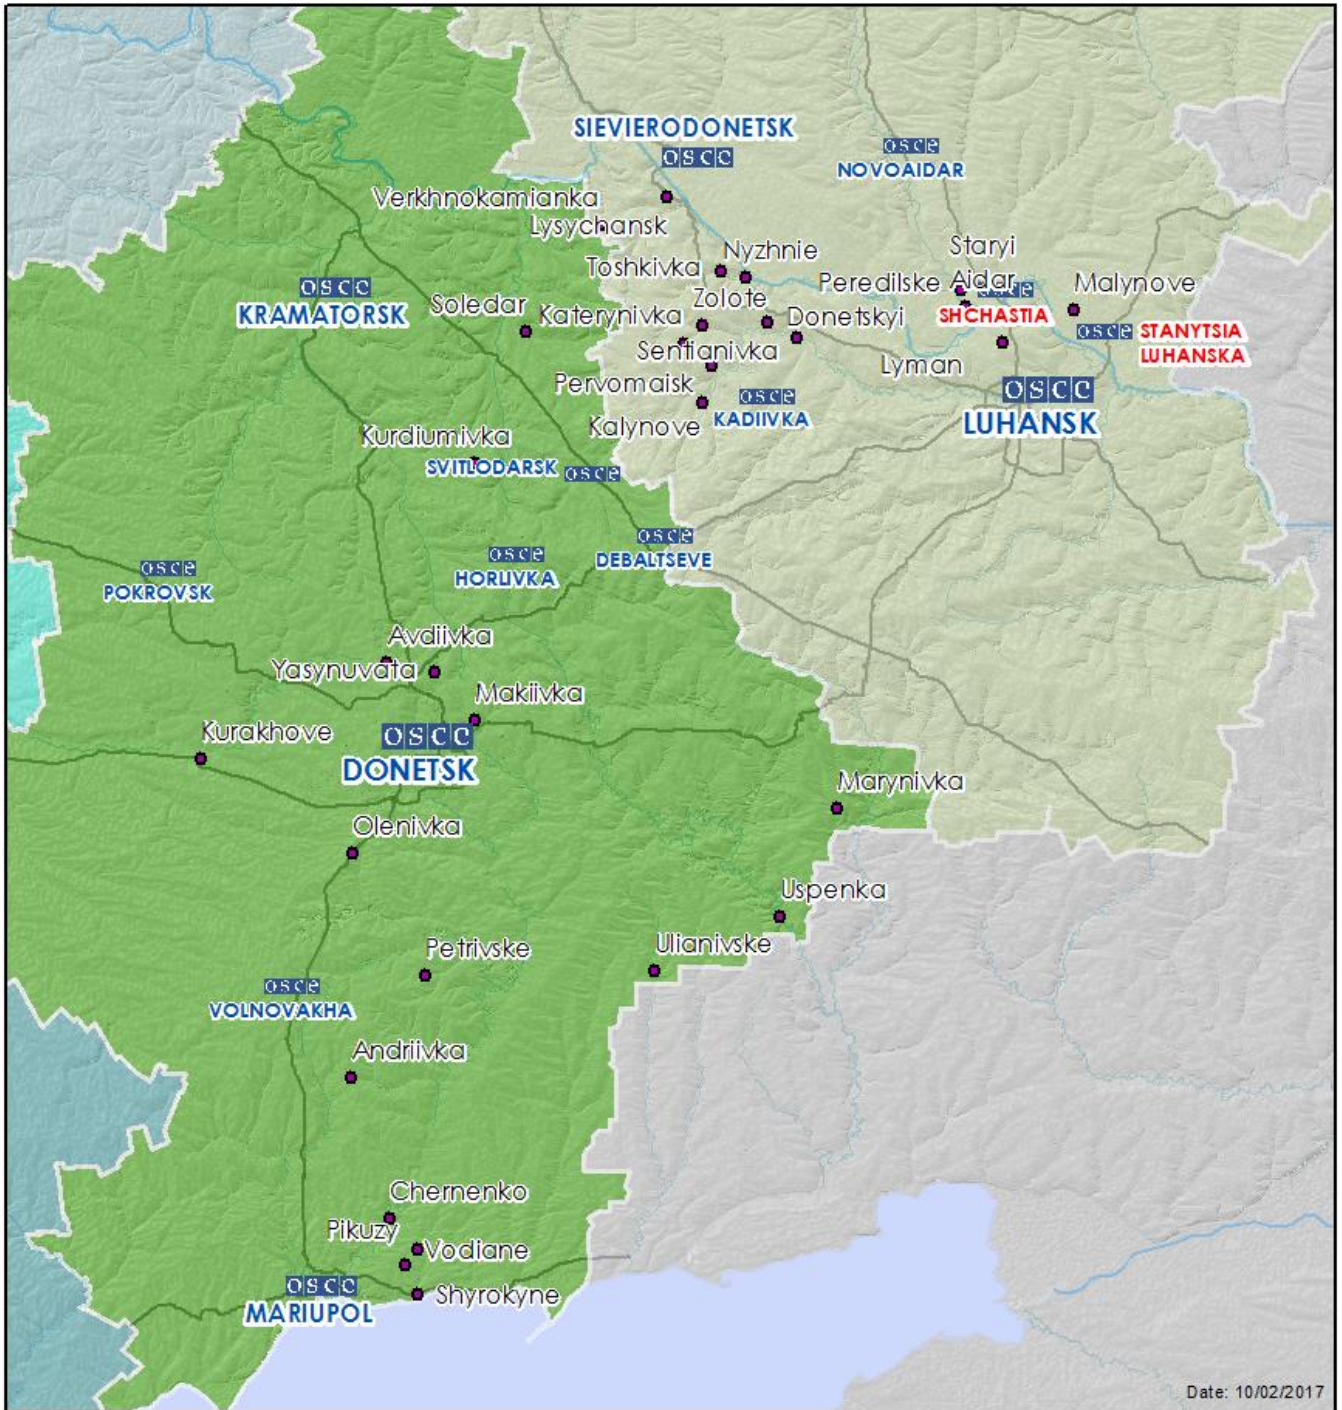 SIEVIERODONETSK
osce
osce
NOVOAIDAR
Verkhnokamianka
Lysychansk
Nyzhnie
Staryi
Aidar
Toshkivka
Peredilske
osce
Malynove
osce
KRAMATORSK
Soledar
Katerynivka
Zolote
Donetskyi
SHCHASTIA
osce
STANYTSIA
LUHANSKA
Sentianivka
Lyman
Pervomaisk
osce
KADIIVKA
osce
LUHANSK
Kalynove
Kurdiumivka
SVITLODARSK
osce
osce
DEBALTSEVE
osce
HORLIVKA
osce
POKROVSK
Avdiivka
Yasynuvata
Makiivka
Kurakhove
osce
DONETSK
Marynivka
Olenivka
Uspenka
Petrivske
Ulianivske
osce
VOLNOVAKHA
Andriivka
Chernenko
Pikuzy
Vodiane
osce
MARIUPOL
Shyrokyne
Date: 10/02/2017